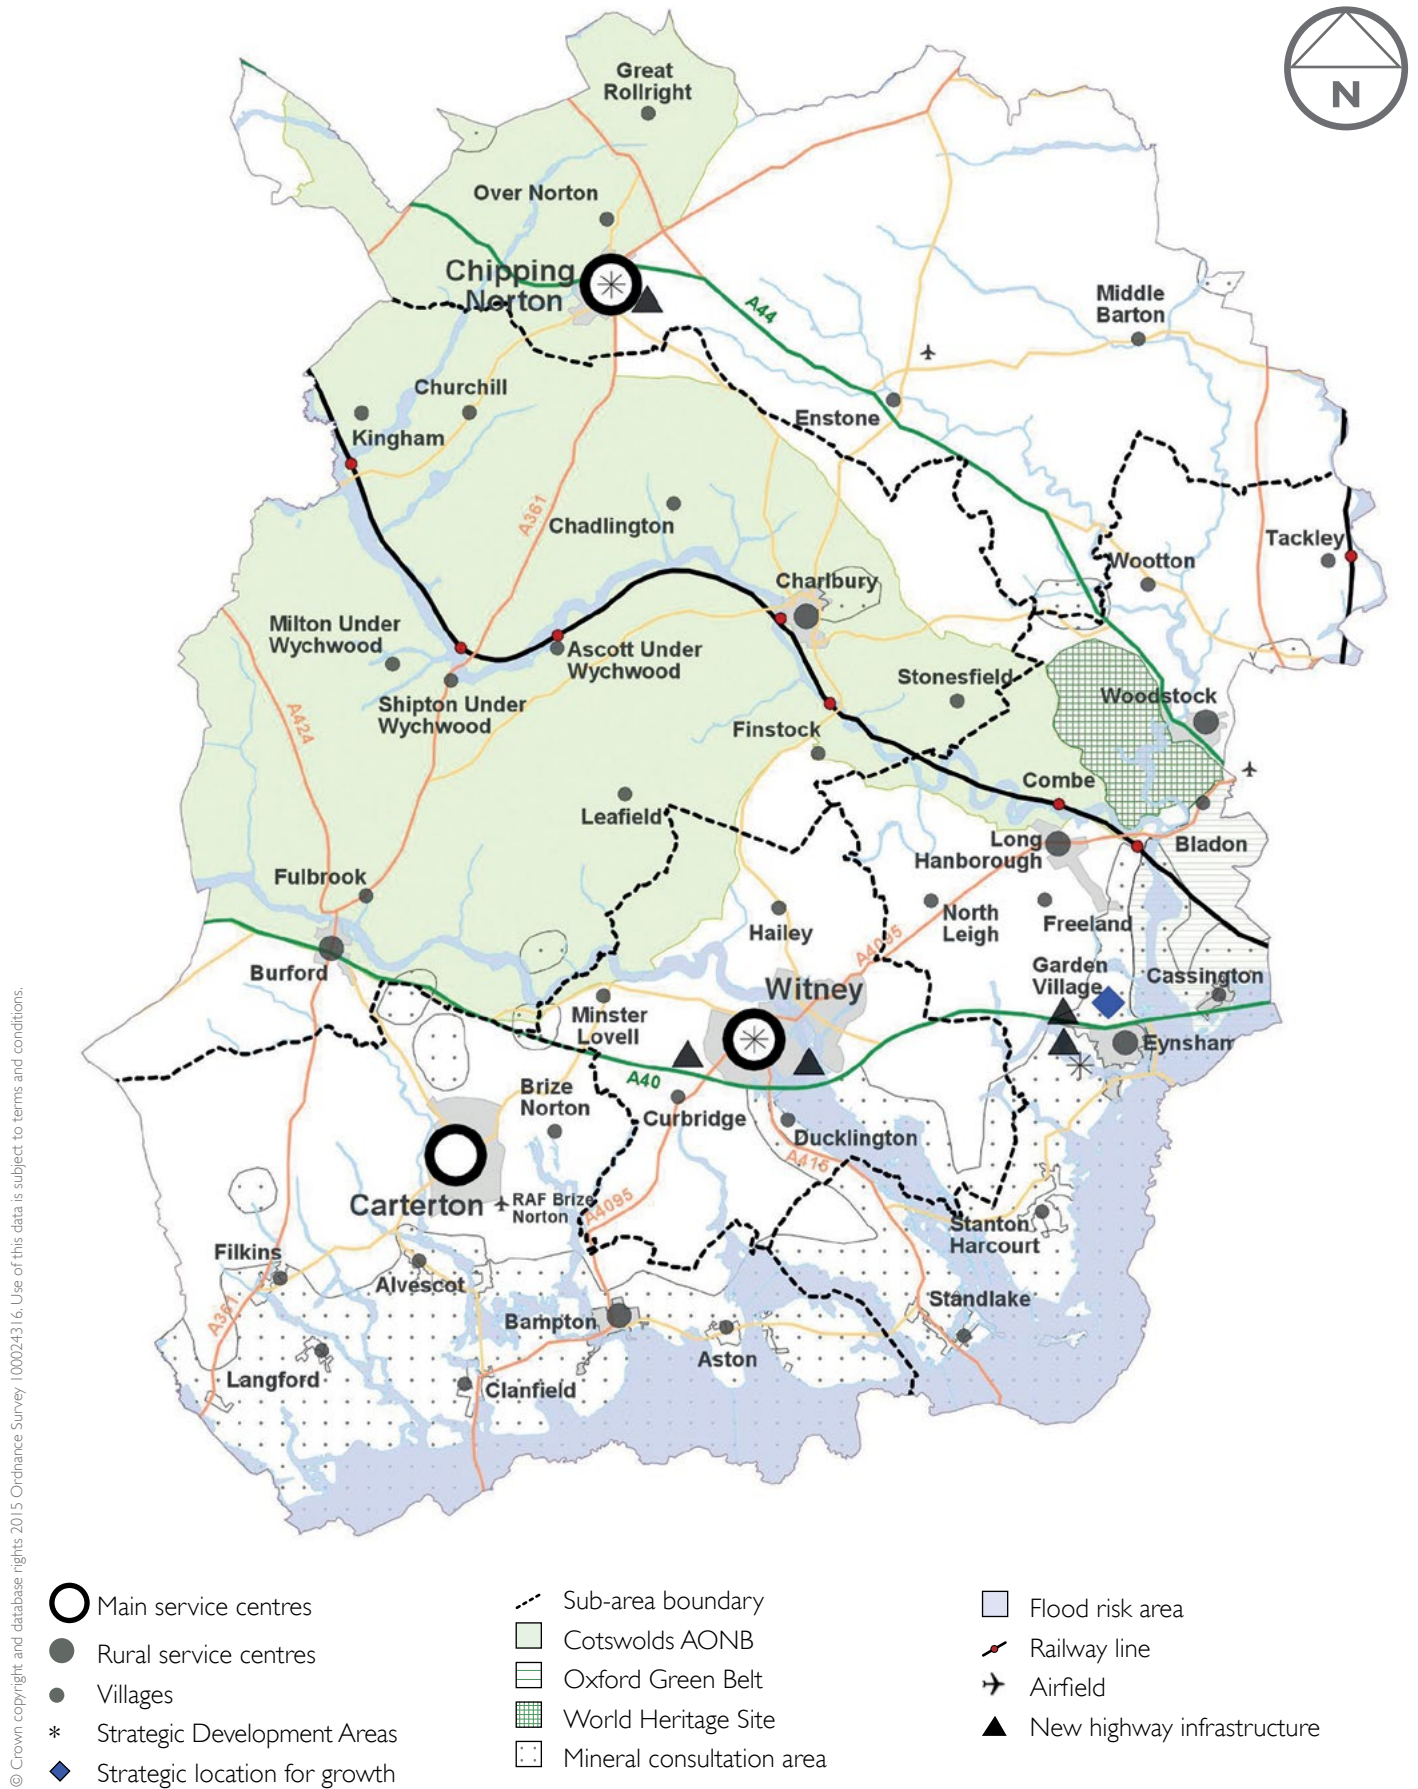 N
Great
Rollright
Over Norton
Chipping
Norton
A44
Middle
Barton
Churchill
Kingham
Enstone
A361
Chadlington
Tackley
Wootton
Charlbury
Milton Under
Wychwood
Ascott Under
Wychwood
Stonesfield
Woodstock
Shipton Under
Wychwood
A424
Finstock
Combe
Leafield
Long
Hanborough
Bladon
Fulbrook
Hailey
North
Leigh
Freeland
A4095
Burford
Garden
Village
Cassington
Witney
Minster
Lovell
Eynsham
A40
Brize
Norton
Curbridge
Ducklington
A415
Carterton
RAF Brize
Norton
A4095
Stanton
Harcourt
Filkins
Alvescot
A361
Standlake
Bampton
Aston
Langford
Clanfield
Main service centres
Rural service centres
Villages
Strategic Development Areas
Strategic location for growth
Sub-area boundary
Cotswolds AONB
Oxford Green Belt
World Heritage Site
Mineral consultation area
Flood risk area
Railway line
Airfield
New highway infrastructure
© Crown copyright and database rights 2015 Ordnance Survey 100024316. Use of this data is subject to terms and conditions.